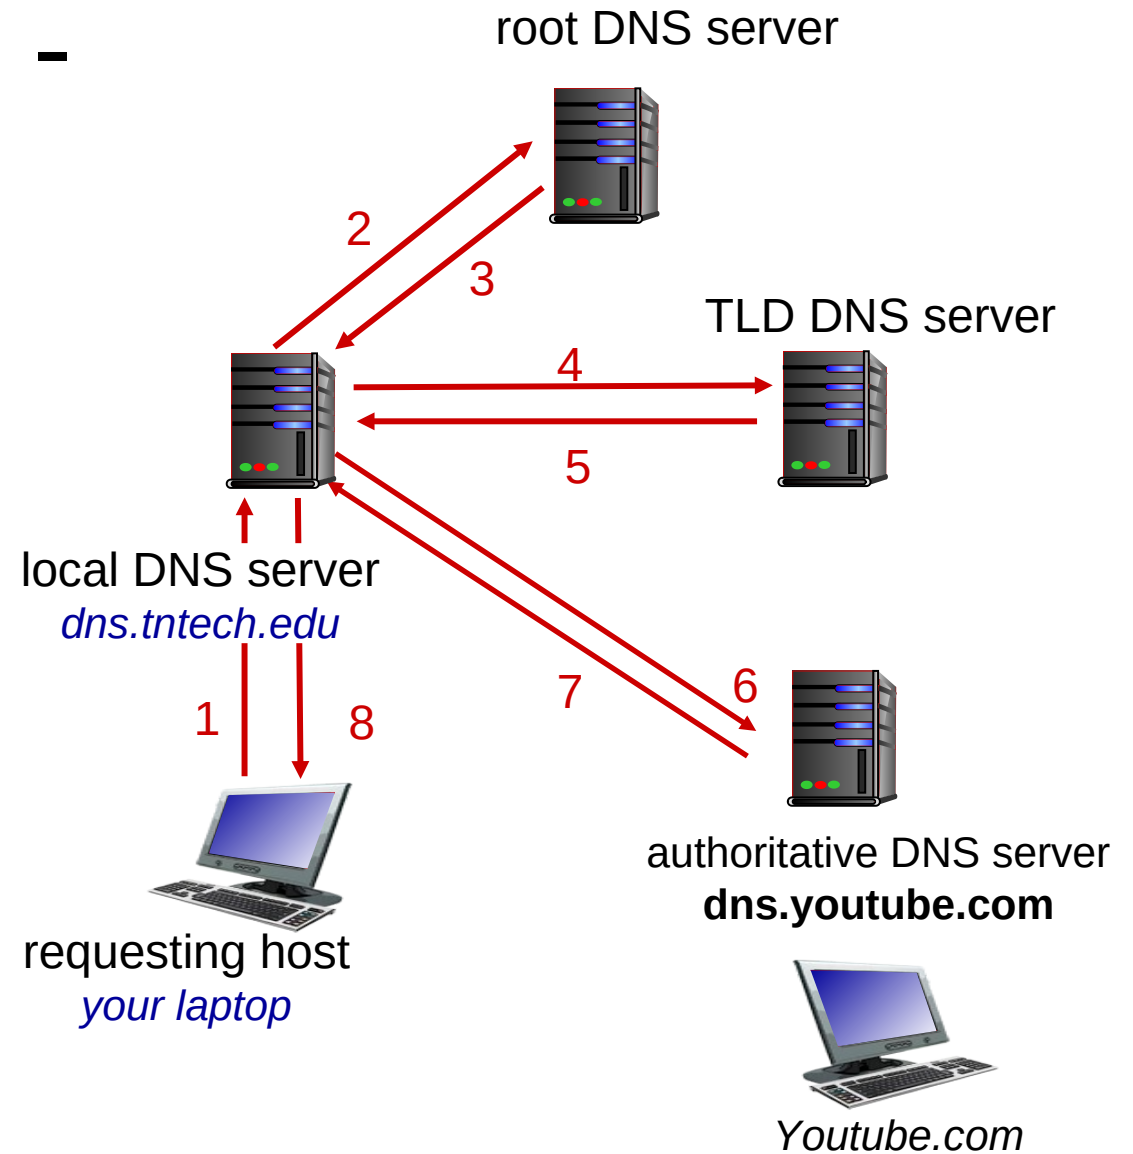 root DNS server
2
3
TLD DNS server
4
5
local DNS server
dns.tntech.edu
1
8
7
6
requesting host
your laptop
authoritative DNS server
dns.youtube.com
Youtube.com